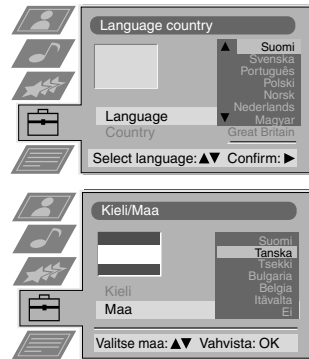 Language country
Suomi
Svenska
Português
Polski
Norsk
Nederlands
Language Magyar
Country Great Britain
Select language:▲▼ Confirm: ▶
Kieli/Maa
Suomi
Tanska
Tsekki
Bulgaria
Kieli Belgia
Itävalta
Maa Ei
Valitse maa: ▲▼ Vahvista: OK